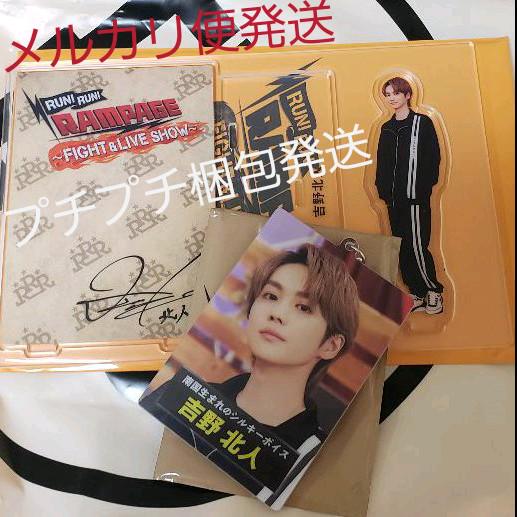 メルカリ便発送
RUN! RUN!
RAMPAGE
~FIGHT & LIVE SHOW~
RUN!
吉野北
プチプチ梱包発送
北人
南国生まれのシルキーボイス
吉野 北人